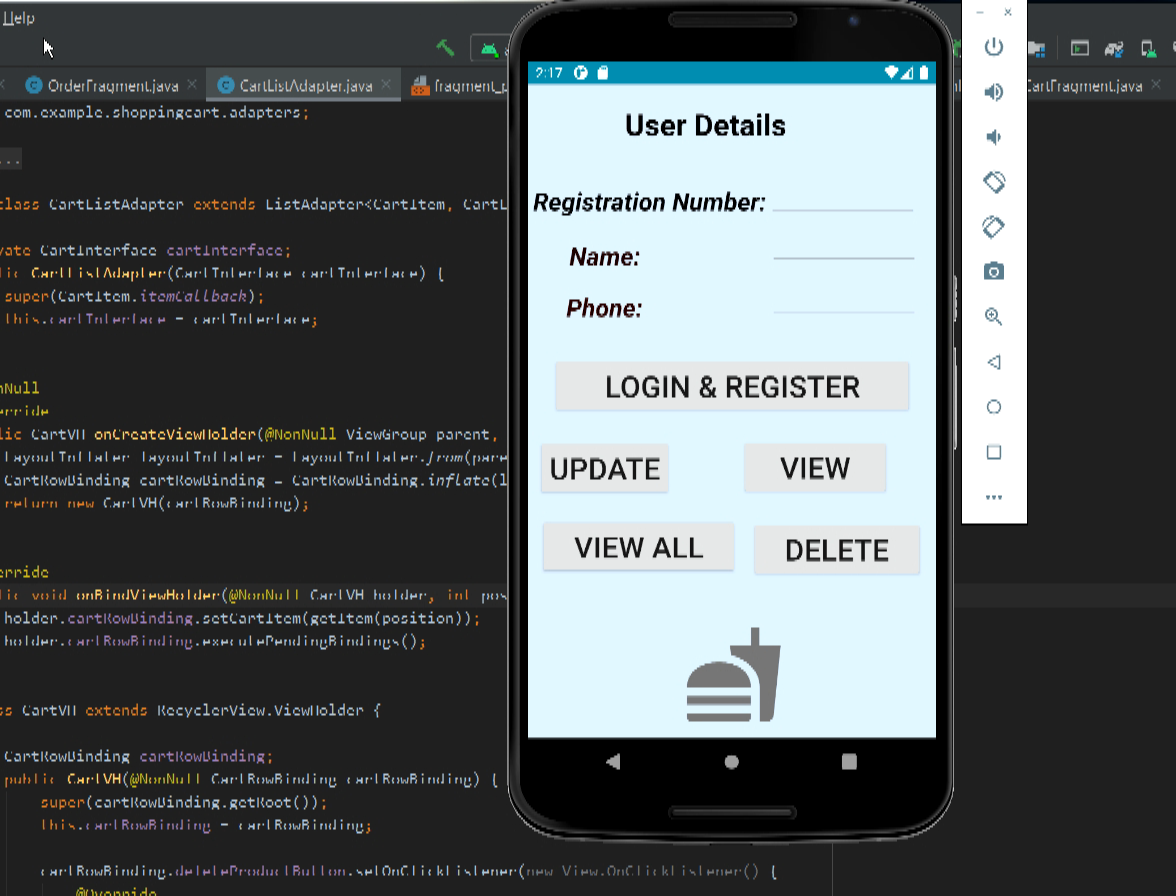 Help
OrderFragment.java
CartListAdapter.java
fragment_p
CartFragment.java
com.example.shoppingcart.adapters;
...
class CartListAdapter extends ListAdapter<CartItem, CartL
vate CartInterface cartInterface;
lic CartListAdapter(CartInterface cartInterface) {
super(CartItem.itemCallback);
this.cartInterface = cartInterface;
nNull
erride
lic CartVH onCreateViewHolder(@NonNull ViewGroup parent,
LayoutInflater layoutInflater = LayoutInflater.from(pare
CartRowBinding cartRowBinding = CartRowBinding.inflate(l
return new CartVH(cartRowBinding);
erride
lic void onBindViewHolder(@NonNull CartVH holder, int pos
holder.cartRowBinding.setCartItem(getItem(position));
holder.cartRowBinding.executePendingBindings();
ss CartVH extends RecyclerView.ViewHolder {
CartRowBinding cartRowBinding;
public CartVH(@NonNull CartRowBinding cartRowBinding) {
super(cartRowBinding.getRoot());
this.cartRowBinding = cartRowBinding;
cartRowBinding.deleteProductButton.setOnClickListener(new View.OnClickListener() {
@Override
2:17
User Details
Registration Number:
Name:
Phone:
LOGIN & REGISTER
UPDATE
VIEW
VIEW ALL
DELETE